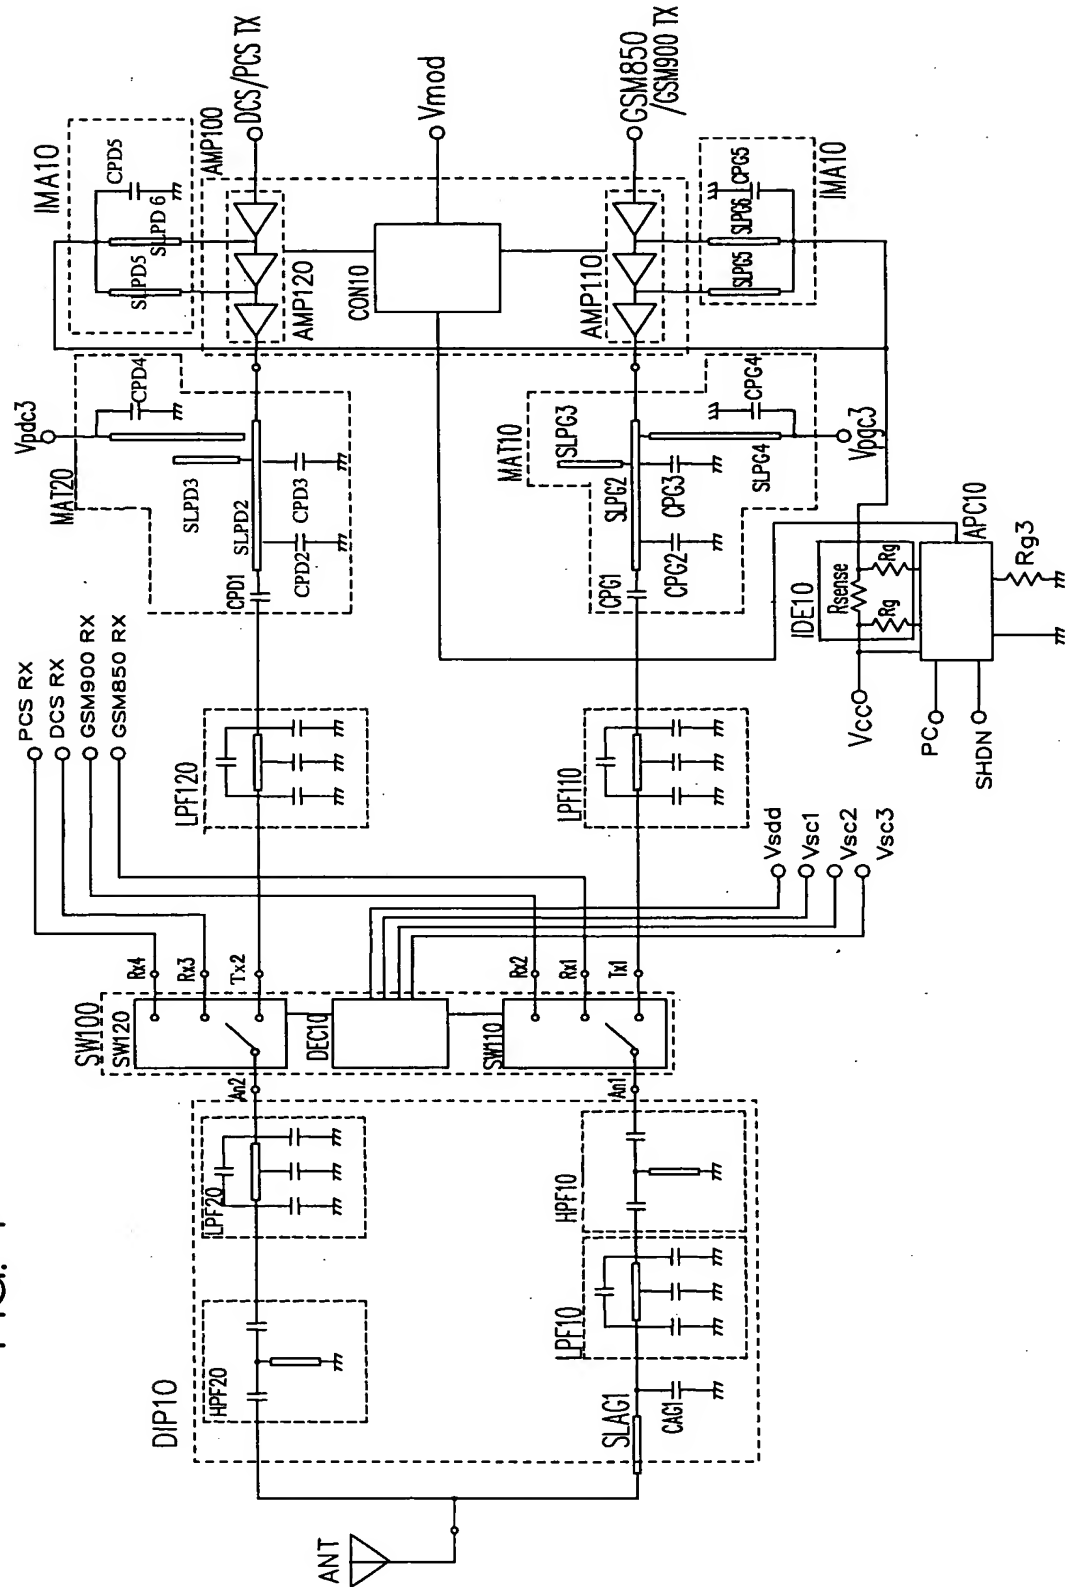 IMA10
CPD5
SLPD 6
SLPD5
AMP100
DCS/PCS TX
AMP120
Vmod
CON10
GSM850
/GSM900 TX
AMP110
IMA10
CPG5
SLPG6
SLPG5
Vpdc3
CPD4
MAT20
SLPD3
SLPD2
CPD3
CPD2
CPD1
MAT10
SLPG3
CPG4
SLPG2
CPG3
SLPG4
Vpgc3
CPG2
CPG1
APC10
IDE10
Rsense
Rg
Rg
Rg3
Vcc
PC
SHDN
PCS RX
DCS RX
GSM900 RX
GSM850 RX
LPF120
LPF110
Vsdd
Vsc1
Vsc2
Vsc3
Rx4
Rx3
Tx2
Rx2
Rx1
Tx1
SW100
SW120
DEC10
SW110
An2
An1
LPF20
HPF10
DIP10
HPF20
LPF10
SLAG1
CAG1
ANT